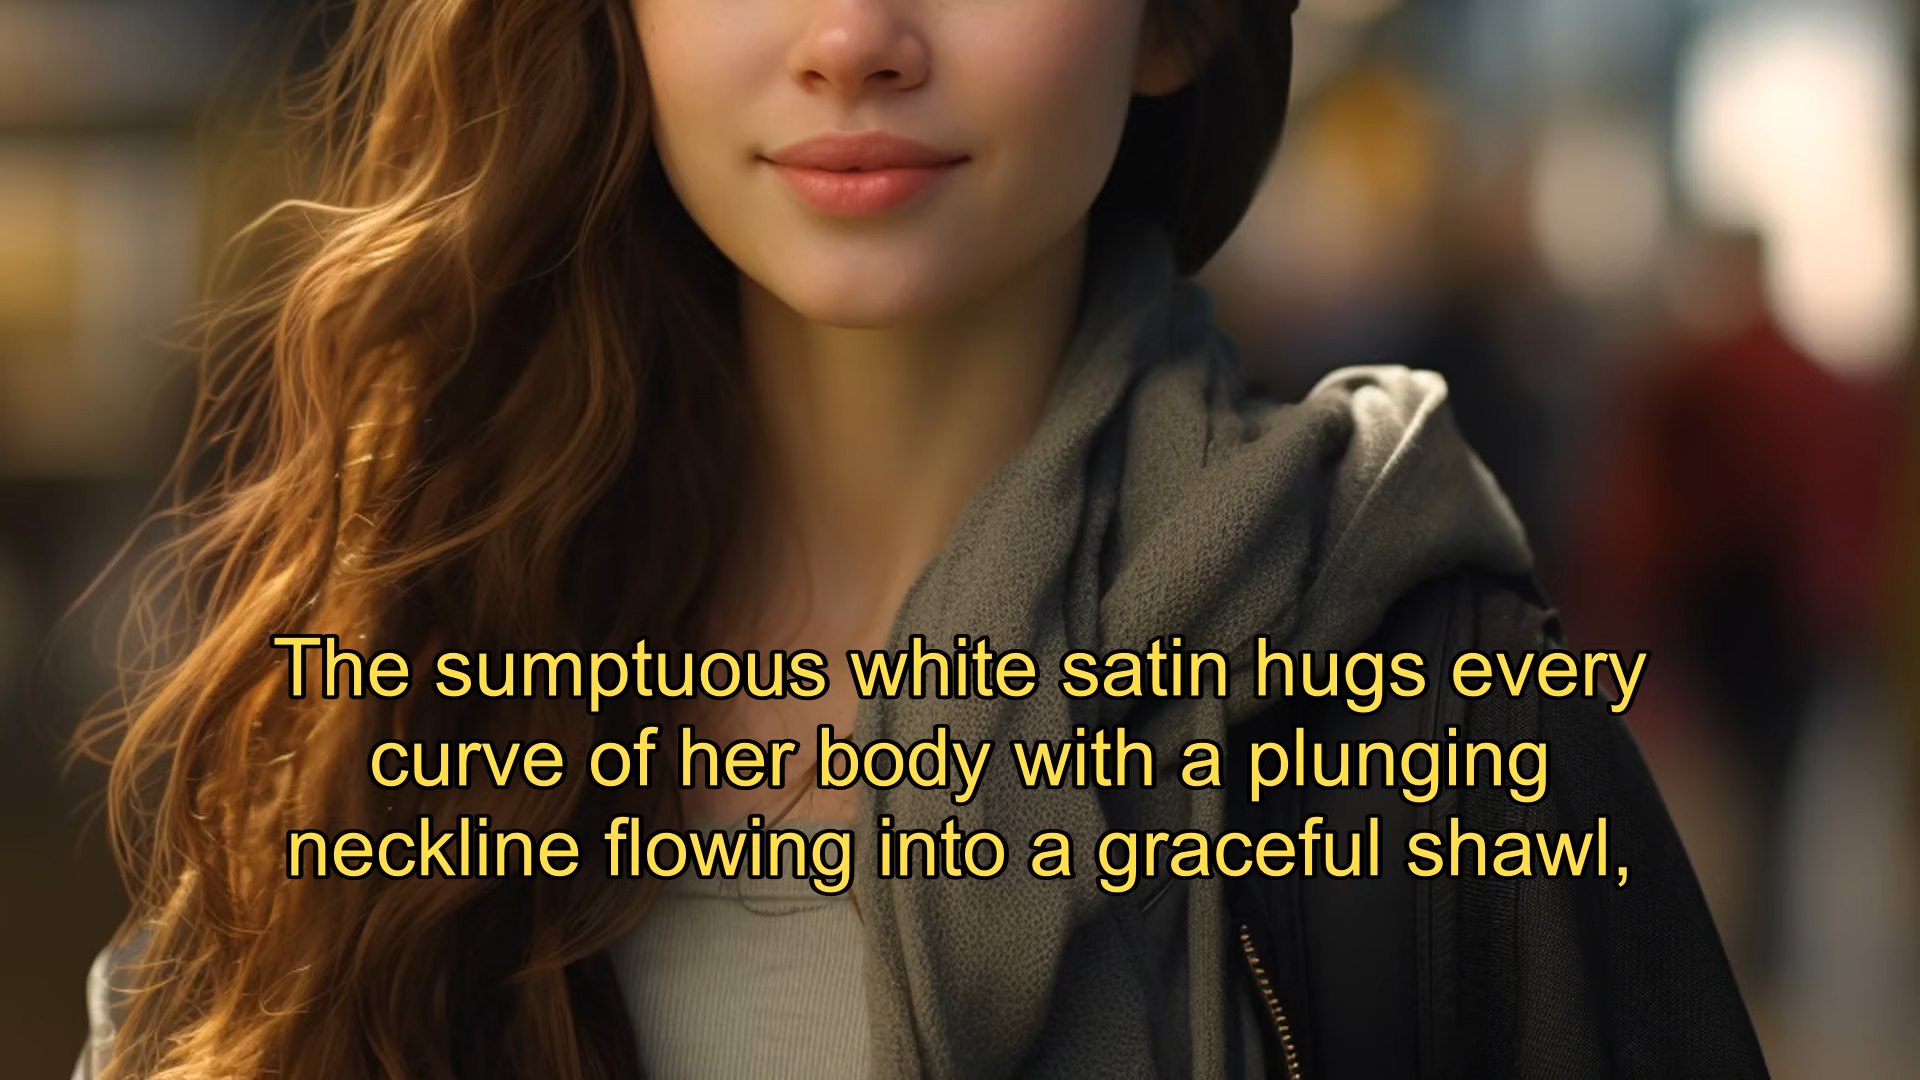 The sumptuous white satin hugs every
curve of her body with a plunging
neckline flowing into a graceful shawl,